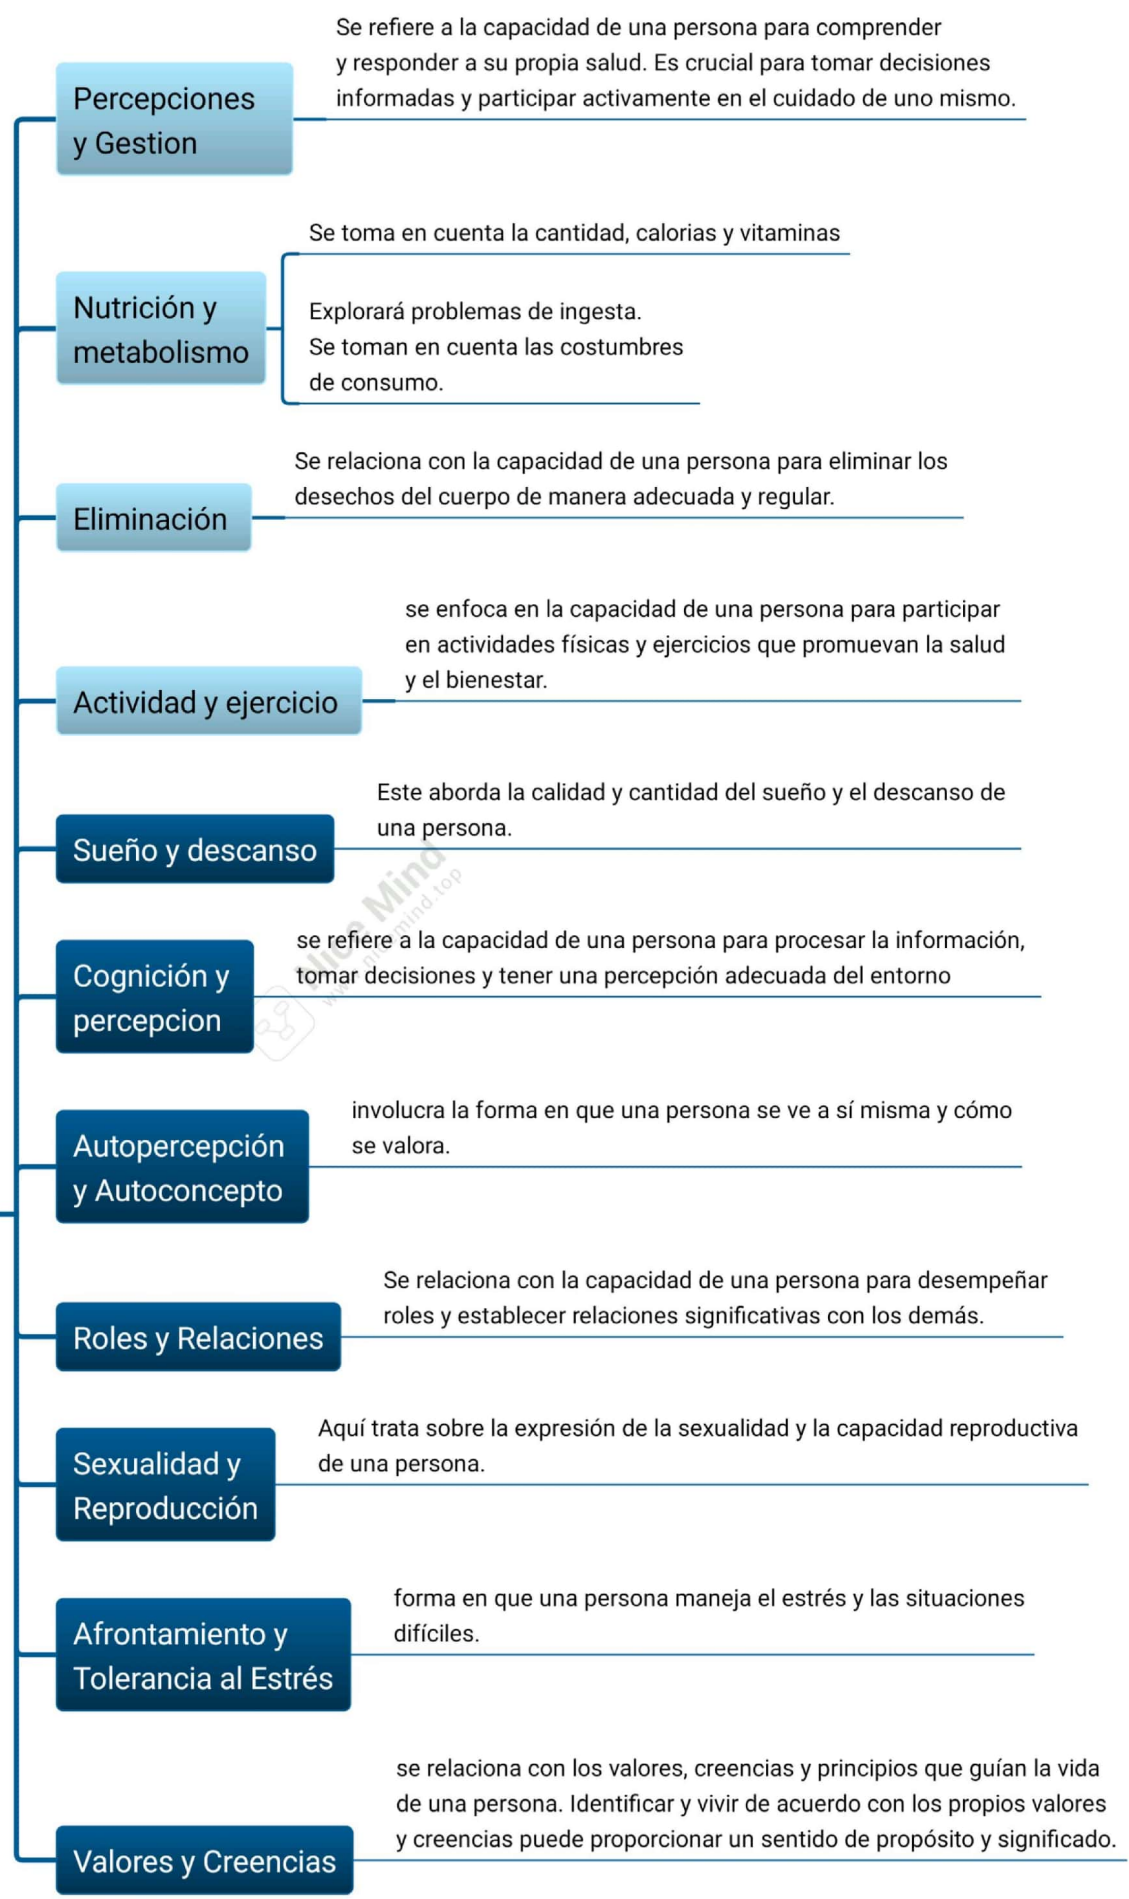 Se refiere a la capacidad de una persona para comprender
y responder a su propia salud. Es crucial para tomar decisiones
informadas y participar activamente en el cuidado de uno mismo.
Percepciones
y Gestion
Se toma en cuenta la cantidad, calorias y vitaminas
Nutrición y
metabolismo
Explorará problemas de ingesta.
Se toman en cuenta las costumbres
de consumo.
Se relaciona con la capacidad de una persona para eliminar los
desechos del cuerpo de manera adecuada y regular.
Eliminación
se enfoca en la capacidad de una persona para participar
en actividades físicas y ejercicios que promuevan la salud
y el bienestar.
Actividad y ejercicio
Este aborda la calidad y cantidad del sueño y el descanso de
una persona.
Sueño y descanso
Nice Mind
www.nicemind.top
se refiere a la capacidad de una persona para procesar la información,
tomar decisiones y tener una percepción adecuada del entorno
Cognición y
percepcion
involucra la forma en que una persona se ve a sí misma y cómo
se valora.
Autopercepción
y Autoconcepto
Se relaciona con la capacidad de una persona para desempeñar
roles y establecer relaciones significativas con los demás.
Roles y Relaciones
Aquí trata sobre la expresión de la sexualidad y la capacidad reproductiva
de una persona.
Sexualidad y
Reproducción
forma en que una persona maneja el estrés y las situaciones
difíciles.
Afrontamiento y
Tolerancia al Estrés
se relaciona con los valores, creencias y principios que guían la vida
de una persona. Identificar y vivir de acuerdo con los propios valores
y creencias puede proporcionar un sentido de propósito y significado.
Valores y Creencias